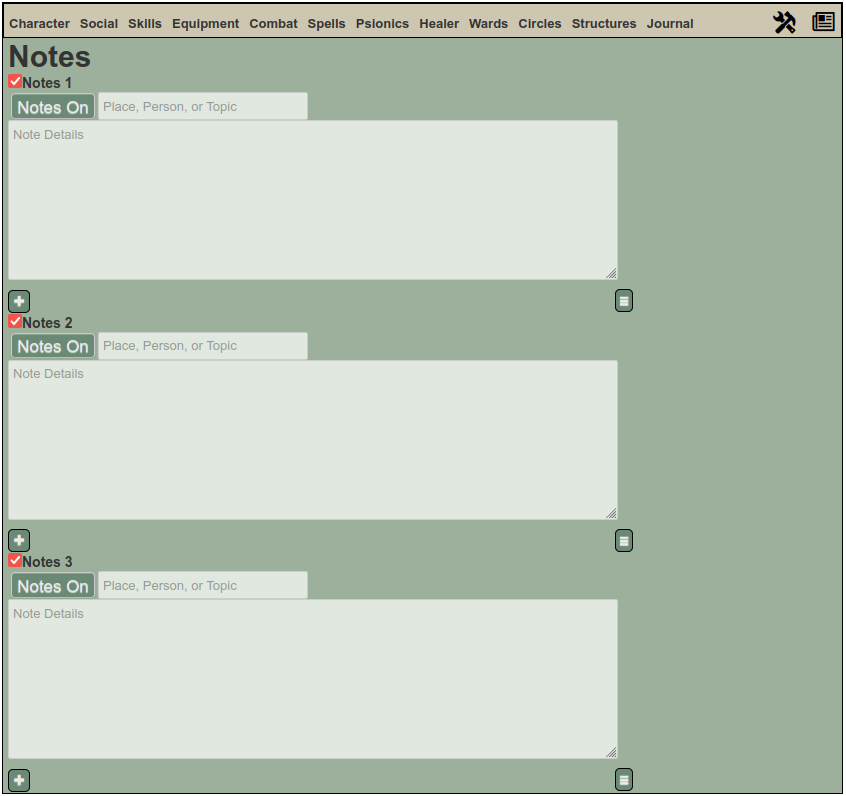 Character Social Skills Equipment Combat Spells Psionics Healer Wards Circles Structures Journal
Notes
Notes 1
Notes On Place, Person, or Topic
Note Details
Notes 2
Notes On Place, Person, or Topic
Note Details
Notes 3
Notes On Place, Person, or Topic
Note Details